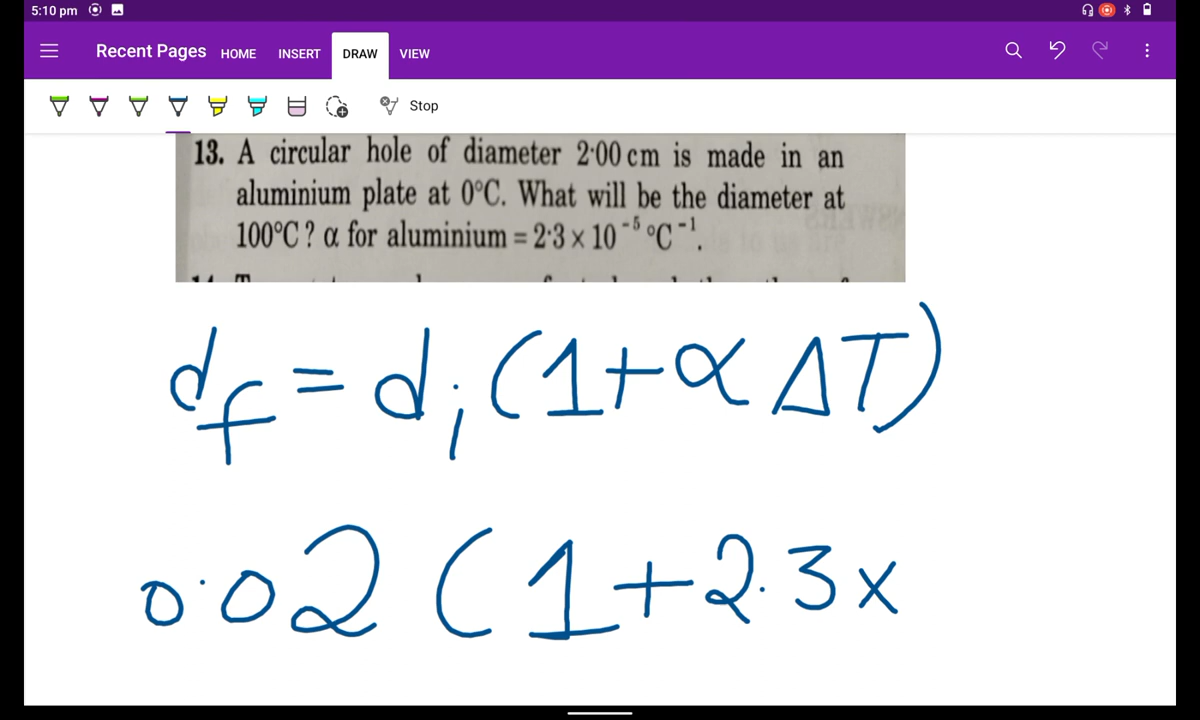 5:10 pm
Recent Pages HOME INSERT DRAW VIEW
Stop
13. A circular hole of diameter 2·00 cm is made in an
aluminium plate at 0°C. What will be the diameter at
100°C ? α for aluminium = 2·3 × 10⁻⁵ °C⁻¹.
d_f = d_i (1 + α ΔT)
0.02 (1 + 2.3 x